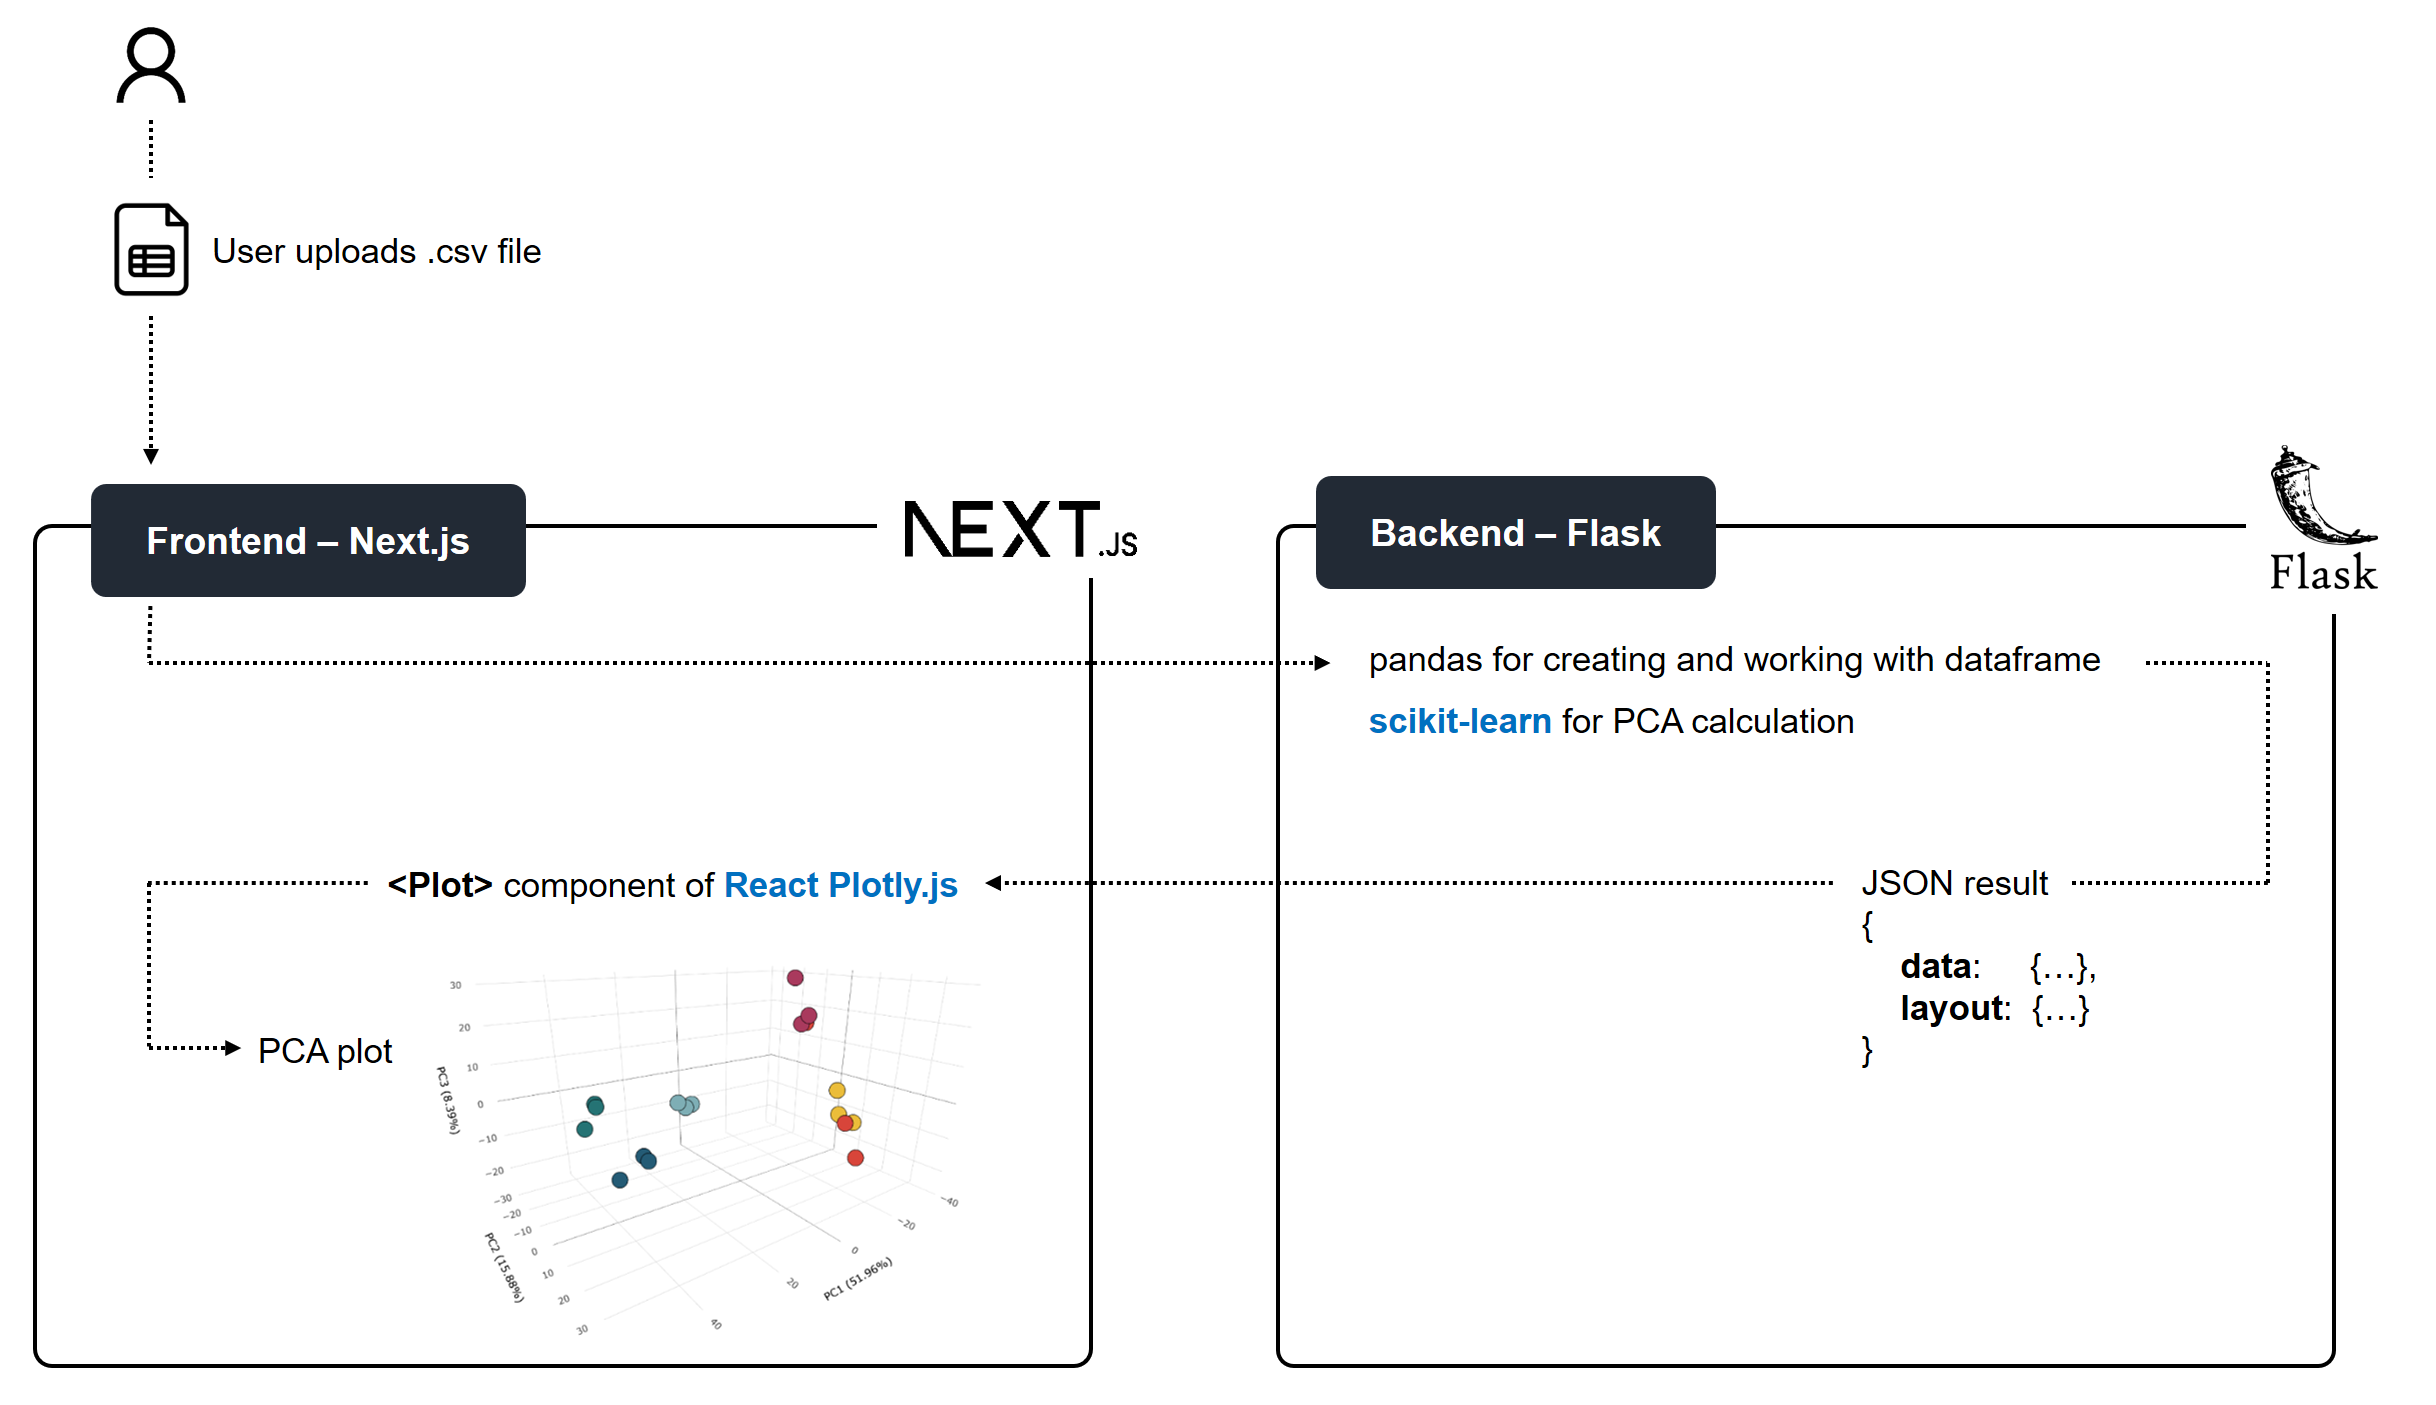 User uploads .csv file
Frontend – Next.js
NEXT.JS
Backend – Flask
Flask
pandas for creating and working with dataframe
scikit-learn for PCA calculation
<Plot> component of React Plotly.js
JSON result
{
data: {…},
layout: {…}
}
PCA plot
30
20
10
0
−10
−20
−30
PC3 (8.39%)
−20
−10
0
10
20
30
PC2 (15.88%)
40
20
0
−20
−40
PC1 (51.96%)